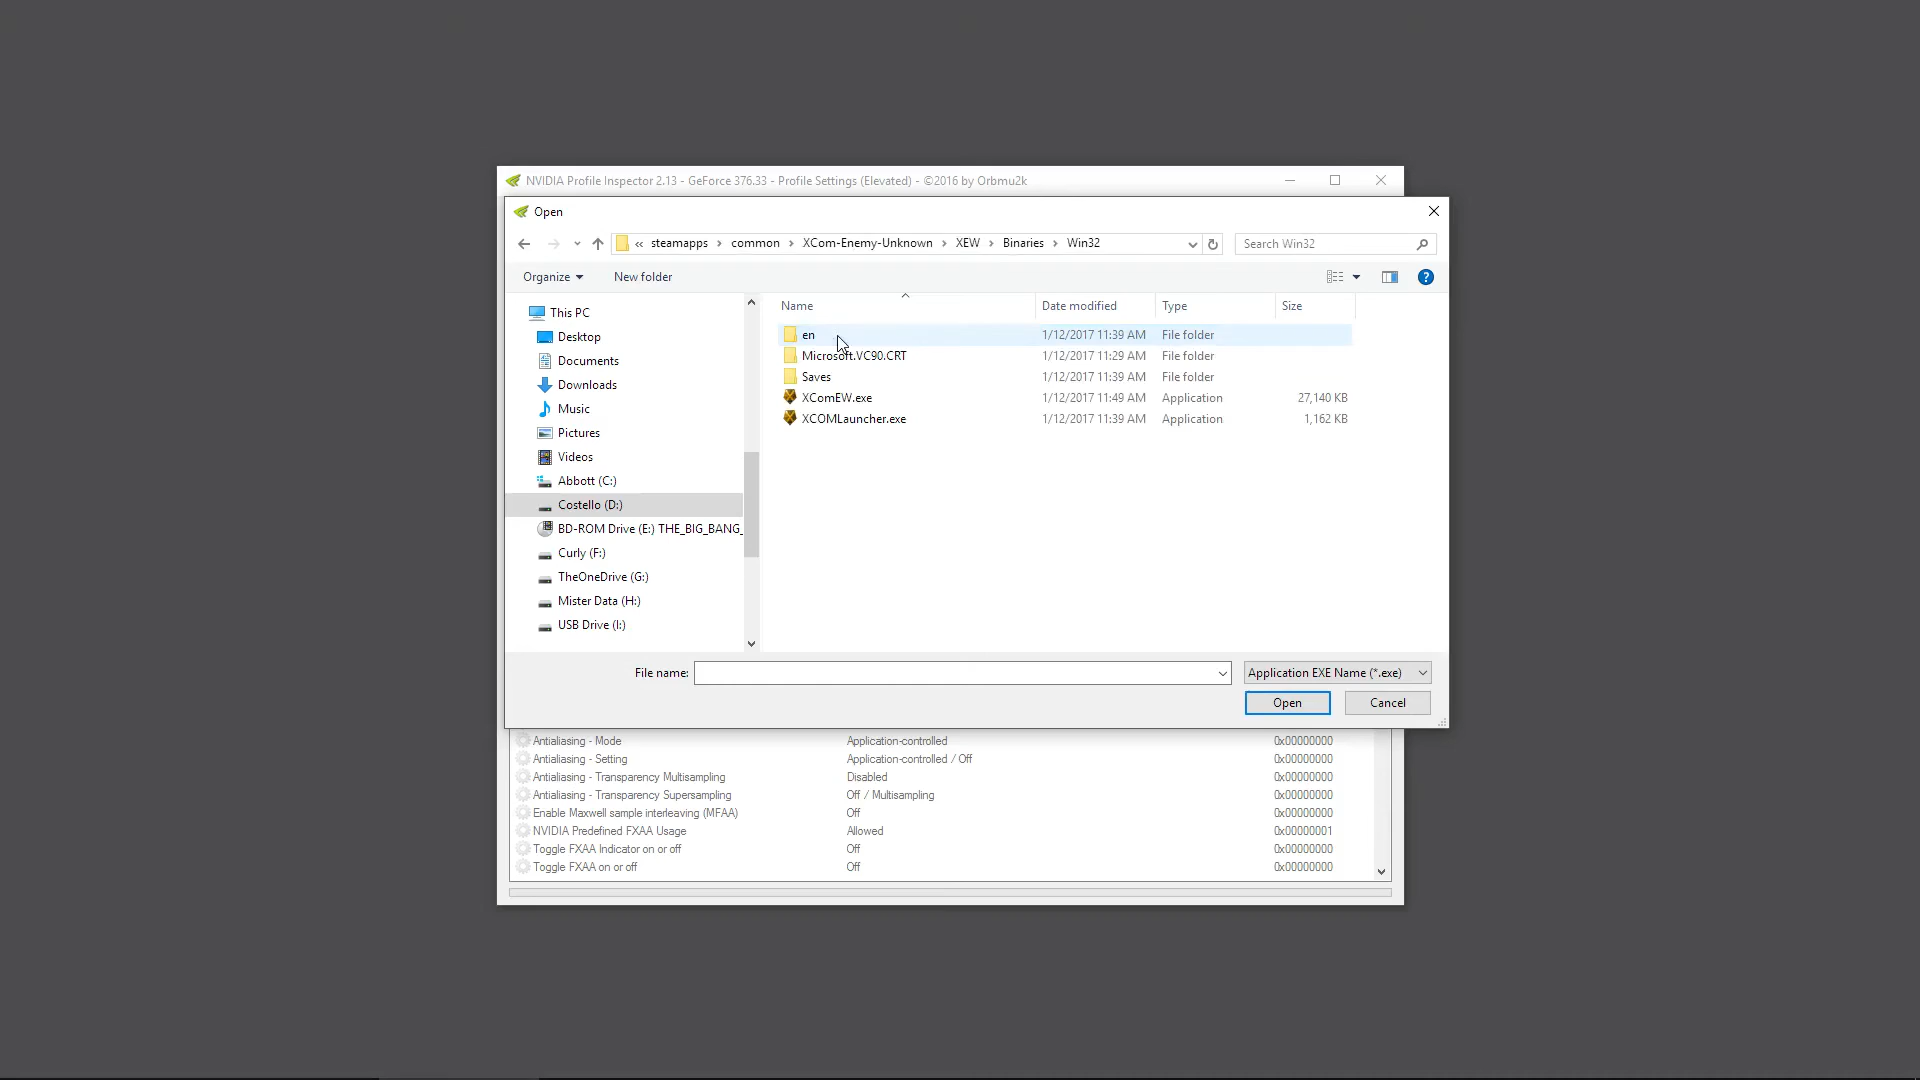 NVIDIA Profile Inspector 2.13 - GeForce 376.33 - Profile Settings (Elevated) - ©2016 by Orbmu2k
Open
« steamapps > common > XCom-Enemy-Unknown > XEW > Binaries > Win32
Search Win32
Organize
New folder
?
Name Date modified Type Size
This PC
Desktop
Documents
Downloads
Music
Pictures
Videos
Abbott (C:)
Costello (D:)
BD-ROM Drive (E:) THE_BIG_BANG_
Curly (F:)
TheOneDrive (G:)
Mister Data (H:)
USB Drive (I:)
en 1/12/2017 11:39 AM File folder
Microsoft.VC90.CRT 1/12/2017 11:29 AM File folder
Saves 1/12/2017 11:39 AM File folder
XComEW.exe 1/12/2017 11:49 AM Application 27,140 KB
XCOMLauncher.exe 1/12/2017 11:39 AM Application 1,162 KB
File name:
Application EXE Name (*.exe)
Open
Cancel
Antialiasing - Mode Application-controlled 0x00000000
Antialiasing - Setting Application-controlled / Off 0x00000000
Antialiasing - Transparency Multisampling Disabled 0x00000000
Antialiasing - Transparency Supersampling Off / Multisampling 0x00000000
Enable Maxwell sample interleaving (MFAA) Off 0x00000000
NVIDIA Predefined FXAA Usage Allowed 0x00000001
Toggle FXAA Indicator on or off Off 0x00000000
Toggle FXAA on or off Off 0x00000000